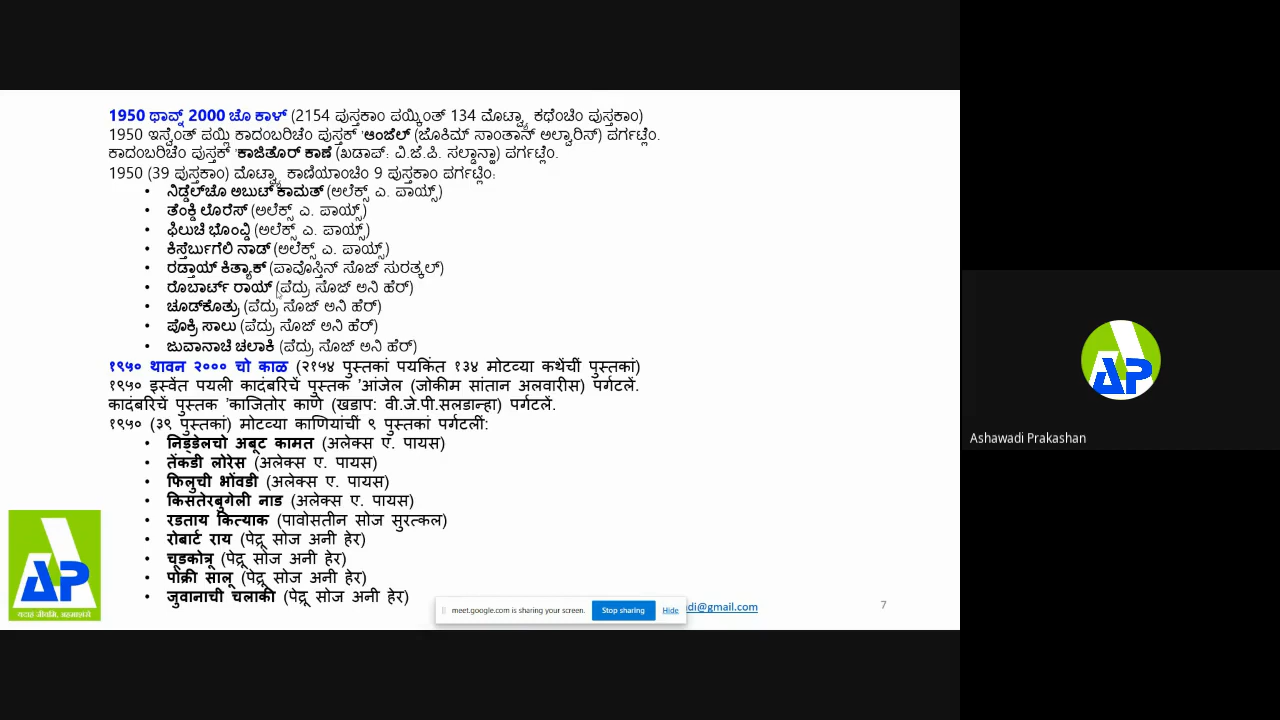 1950 ಥಾವ್ನ್ 2000 ಚೊ ಕಾಳ್ (2154 ಪುಸ್ತಕಾಂ ಪಯ್ಕಿಂತ್ 134 ಮೊಟ್ವ್ಯಾ ಕಥೆಂಚಿಂ ಪುಸ್ತಕಾಂ)
1950 ಇಸ್ವೆಂತ್ ಪಯ್ಲಿ ಕಾದಂಬರಿಚೆಂ ಪುಸ್ತಕ್ 'ಆಂಜೆಲ್ (ಜೊಕಿಮ್ ಸಾಂತಾನ್ ಅಲ್ವಾರಿಸ್) ಪರ್ಗಟ್ಲೆಂ.
ಕಾದಂಬರಿಚೆಂ ಪುಸ್ತಕ್ 'ಕಾಜಿತೊರ್ ಕಾಣೆ (ಖಡಾಪ್: ವಿ.ಜೆ.ಪಿ. ಸಲ್ಡಾನ್ಹಾ) ಪರ್ಗಟ್ಲೆಂ.
1950 (39 ಪುಸ್ತಕಾಂ) ಮೊಟ್ವ್ಯಾ ಕಾಣಿಯಾಂಚಿಂ 9 ಪುಸ್ತಕಾಂ ಪರ್ಗಟ್ಲಿಂ:
• ನಿಡ್ಡೆಲ್‌ಚೊ ಅಬುಟ್ ಕಾಮತ್ (ಅಲೆಕ್ಸ್ ಎ. ಪಾಯ್ಸ್)
• ತೆಂಕ್ಡಿ ಲೊರೆಸ್ (ಅಲೆಕ್ಸ್ ಎ. ಪಾಯ್ಸ್)
• ಫಿಲುಚಿ ಭೊಂವ್ಡಿ (ಅಲೆಕ್ಸ್ ಎ. ಪಾಯ್ಸ್)
• ಕಿಸ್ತೆರ್ಬುಗೆಲಿ ನಾಡ್ (ಅಲೆಕ್ಸ್ ಎ. ಪಾಯ್ಸ್)
• ರಡ್ತಾಯ್ ಕಿತ್ಯಾಕ್ (ಪಾವೊಸ್ತಿನ್ ಸೊಜ್ ಸುರತ್ಕಲ್)
• ರೊಬಾರ್ಟ್ ರಾಯ್ (ಪೆದ್ರು ಸೊಜ್ ಅನಿ ಹೆರ್)
• ಚೂಡ್‌ಕೊತ್ರು (ಪೆದ್ರು ಸೊಜ್ ಅನಿ ಹೆರ್)
• ಪೊಕ್ರಿ ಸಾಲು (ಪೆದ್ರು ಸೊಜ್ ಅನಿ ಹೆರ್)
• ಜುವಾನಾಚಿ ಚಲಾಕಿ (ಪೆದ್ರು ಸೊಜ್ ಅನಿ ಹೆರ್)
१९५० थावन २००० चो काळ (२१५४ पुस्तकां पयकिंत १३४ मोटव्या कथेंचीं पुस्तकां)
१९५० इस्वेंत पयली कादंबरिचें पुस्तक 'आंजेल (जोकीम सांतान अलवारीस) पर्गटलें.
कादंबरिचें पुस्तक 'काजितोर काणे (खडाप: वी.जे.पी.सलडान्हा) पर्गटलें.
१९५० (३९ पुस्तकां) मोटव्या काणियांचीं ९ पुस्तकां पर्गटलीं:
• निड्डेलचो अबूट कामत (अलेक्स ए. पायस)
• तेंकडी लोरेस (अलेक्स ए. पायस)
• फिलुची भोंवडी (अलेक्स ए. पायस)
• किसतेरबुगेली नाड (अलेक्स ए. पायस)
• रडताय कित्याक (पावोसतीन सोज सुरत्कल)
• रोबार्ट राय (पेद्रू सोज अनी हेर)
• चूडकोत्रू (पेद्रू सोज अनी हेर)
• पोक्री सालू (पेद्रू सोज अनी हेर)
• जुवानाची चलाकी (पेद्रू सोज अनी हेर)
AP
meet.google.com is sharing your screen. Stop sharing Hide
di@gmail.com
7
AP
Ashawadi Prakashan